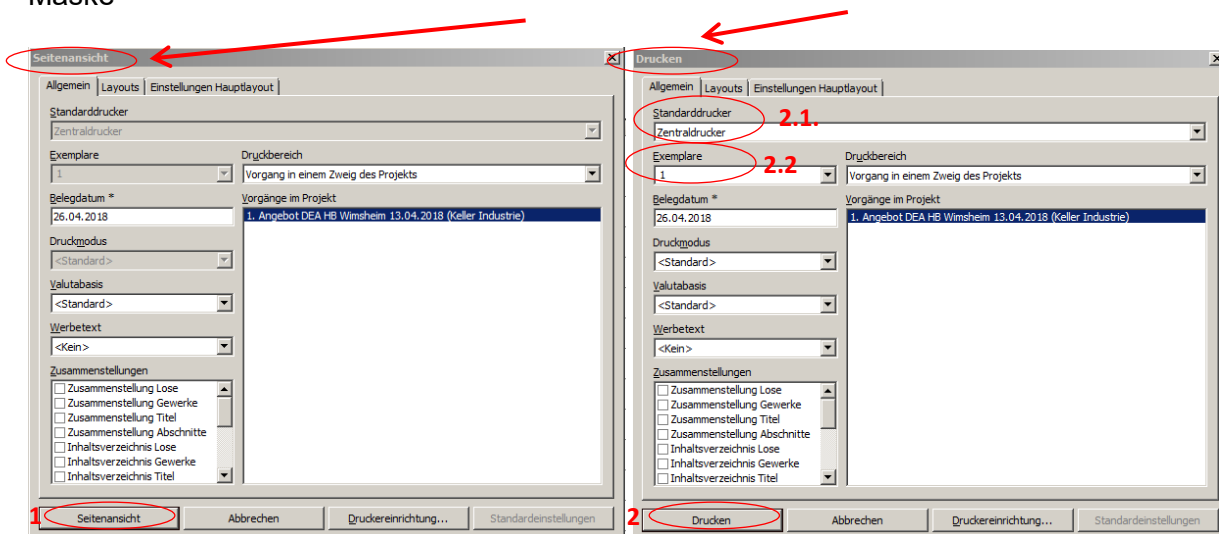 Maske
Seitenansicht
Allgemein Layouts Einstellungen Hauptlayout
Standarddrucker
Zentraldrucker
Exemplare Druckbereich
1 Vorgang in einem Zweig des Projekts
Belegdatum * Vorgänge im Projekt
26.04.2018 1. Angebot DEA HB Wimsheim 13.04.2018 (Keller Industrie)
Druckmodus
<Standard>
Valutabasis
<Standard>
Werbetext
<Kein>
Zusammenstellungen
Zusammenstellung Lose
Zusammenstellung Gewerke
Zusammenstellung Titel
Zusammenstellung Abschnitte
Inhaltsverzeichnis Lose
Inhaltsverzeichnis Gewerke
Inhaltsverzeichnis Titel
1 Seitenansicht Abbrechen Druckereinrichtung... Standardeinstellungen
Drucken
Allgemein Layouts Einstellungen Hauptlayout
Standarddrucker 2.1.
Zentraldrucker
Exemplare 2.2 Druckbereich
1 Vorgang in einem Zweig des Projekts
Belegdatum * Vorgänge im Projekt
26.04.2018 1. Angebot DEA HB Wimsheim 13.04.2018 (Keller Industrie)
Druckmodus
<Standard>
Valutabasis
<Standard>
Werbetext
<Kein>
Zusammenstellungen
Zusammenstellung Lose
Zusammenstellung Gewerke
Zusammenstellung Titel
Zusammenstellung Abschnitte
Inhaltsverzeichnis Lose
Inhaltsverzeichnis Gewerke
Inhaltsverzeichnis Titel
2 Drucken Abbrechen Druckereinrichtung... Standardeinstellungen